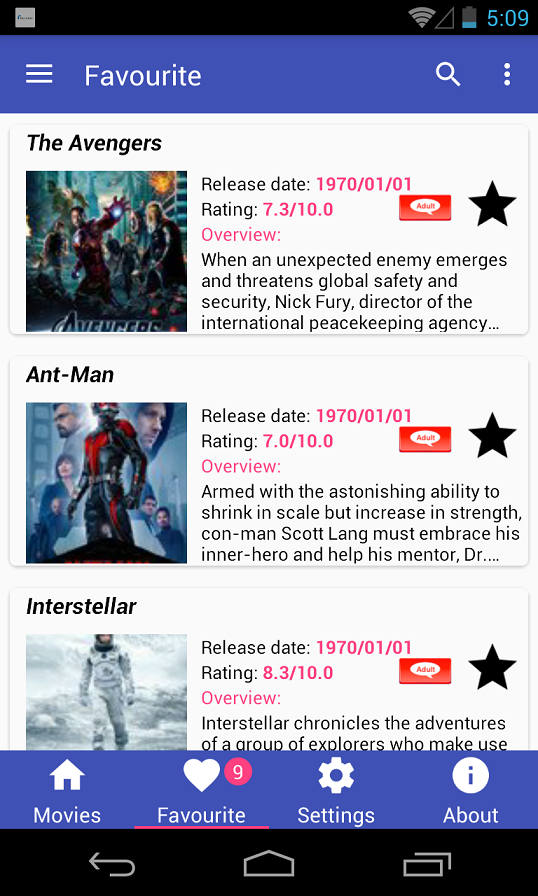 5:09
Favourite
The Avengers
AVENGERS
Release date: 1970/01/01
Rating: 7.3/10.0
Adult
Overview:
When an unexpected enemy emerges
and threatens global safety and
security, Nick Fury, director of the
international peacekeeping agency…
Ant-Man
Release date: 1970/01/01
Rating: 7.0/10.0
Adult
Overview:
Armed with the astonishing ability to
shrink in scale but increase in strength,
con-man Scott Lang must embrace his
inner-hero and help his mentor, Dr.…
Interstellar
Release date: 1970/01/01
Rating: 8.3/10.0
Adult
Overview:
Interstellar chronicles the adventures
of a group of explorers who make use
9
Movies
Favourite
Settings
About